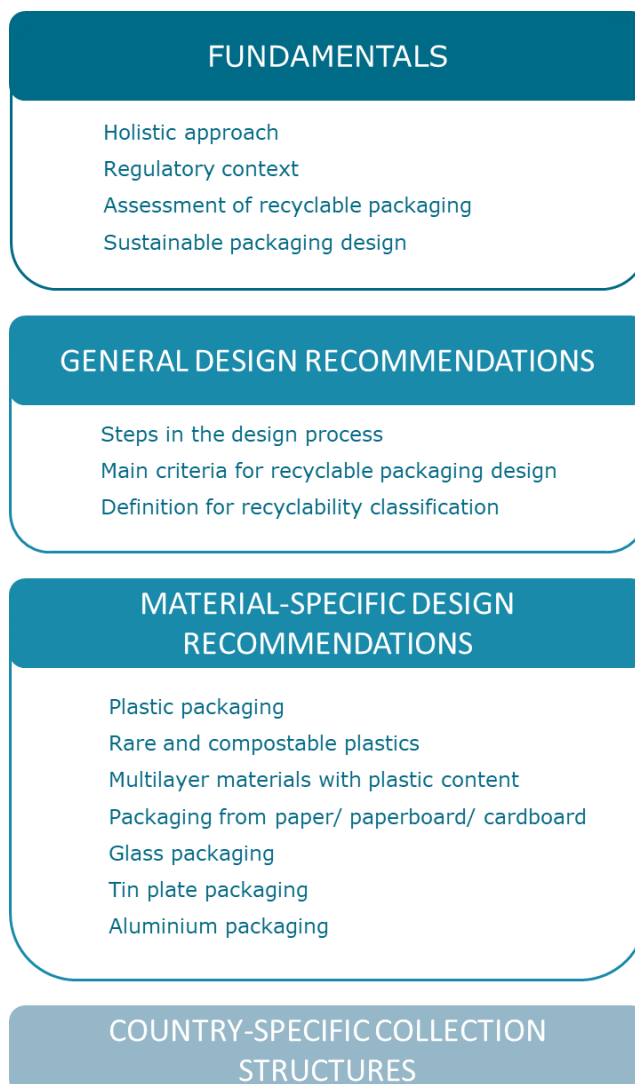 FUNDAMENTALS
Holistic approach
Regulatory context
Assessment of recyclable packaging
Sustainable packaging design
GENERAL DESIGN RECOMMENDATIONS
Steps in the design process
Main criteria for recyclable packaging design
Definition for recyclability classification
MATERIAL-SPECIFIC DESIGN
RECOMMENDATIONS
Plastic packaging
Rare and compostable plastics
Multilayer materials with plastic content
Packaging from paper/ paperboard/ cardboard
Glass packaging
Tin plate packaging
Aluminium packaging
COUNTRY-SPECIFIC COLLECTION
STRUCTURES